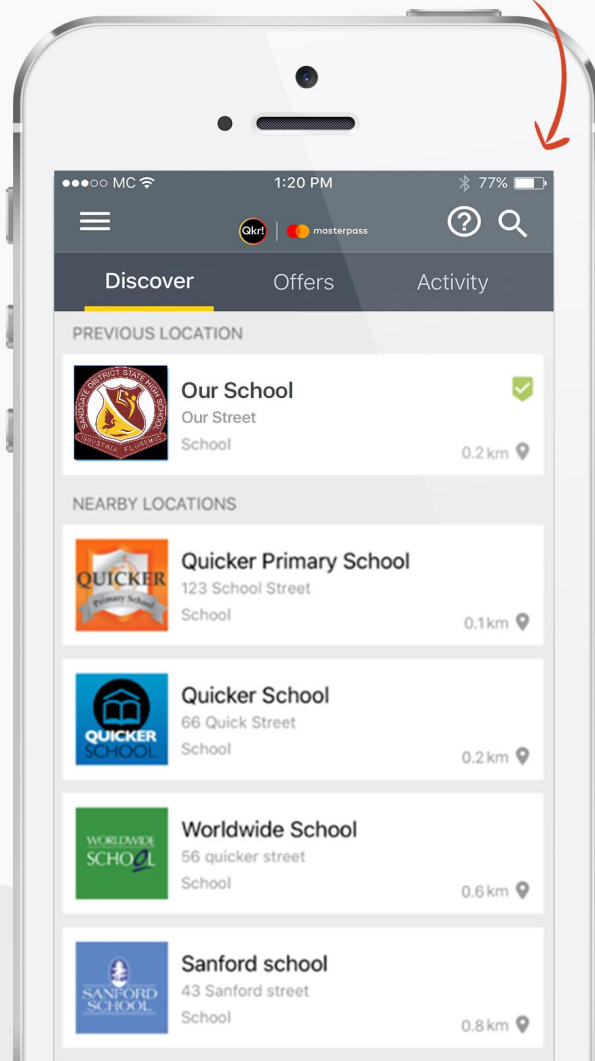 MC
1:20 PM
77%
Qkr!
masterpass
Discover
Offers
Activity
PREVIOUS LOCATION
SANDGATE DISTRICT STATE HIGH SCHOOL
INDUSTRIA FLOREMUS
Our School
Our Street
School
0.2 km
NEARBY LOCATIONS
QUICKER
Primary School
Quicker Primary School
123 School Street
School
0.1 km
QUICKER
SCHOOL
Quicker School
66 Quick Street
School
0.2 km
WORLDWIDE
SCHOOL
Worldwide School
56 quicker street
School
0.6 km
SANFORD
SCHOOL
Sanford school
43 Sanford street
School
0.8 km